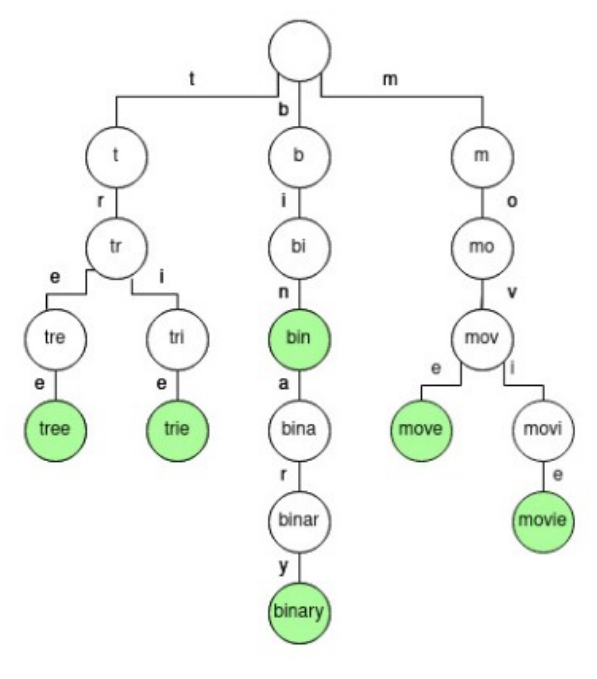 t m
b
t b m
r i o
tr bi mo
e i n v
tre tri bin mov
e e a e i
tree trie bina move movi
r e
binar movie
y
binary